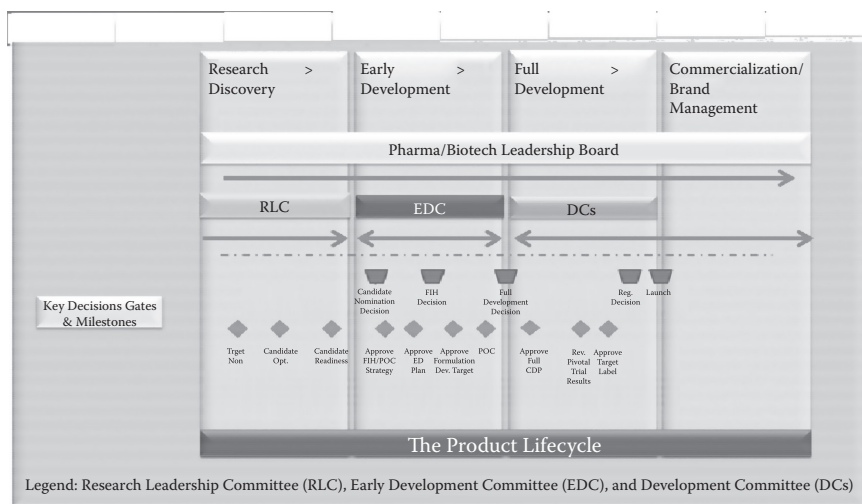 Research >
Discovery
Early >
Development
Full >
Development
Commercialization/
Brand
Management
Pharma/Biotech Leadership Board
RLC
EDC
DCs
Key Decisions Gates
& Milestones
Candidate
Nomination
Decision
FIH
Decision
Full
Development
Decision
Reg.
Decision
Launch
Trget
Non
Candidate
Opt.
Candidate
Readiness
Approve
FIH/POC
Strategy
Approve
ED
Plan
Approve
Formulation
Dev. Target
POC
Approve
Full
CDP
Rev.
Pivotal
Trial
Results
Approve
Target
Label
The Product Lifecycle
Legend: Research Leadership Committee (RLC), Early Development Committee (EDC), and Development Committee (DCs)